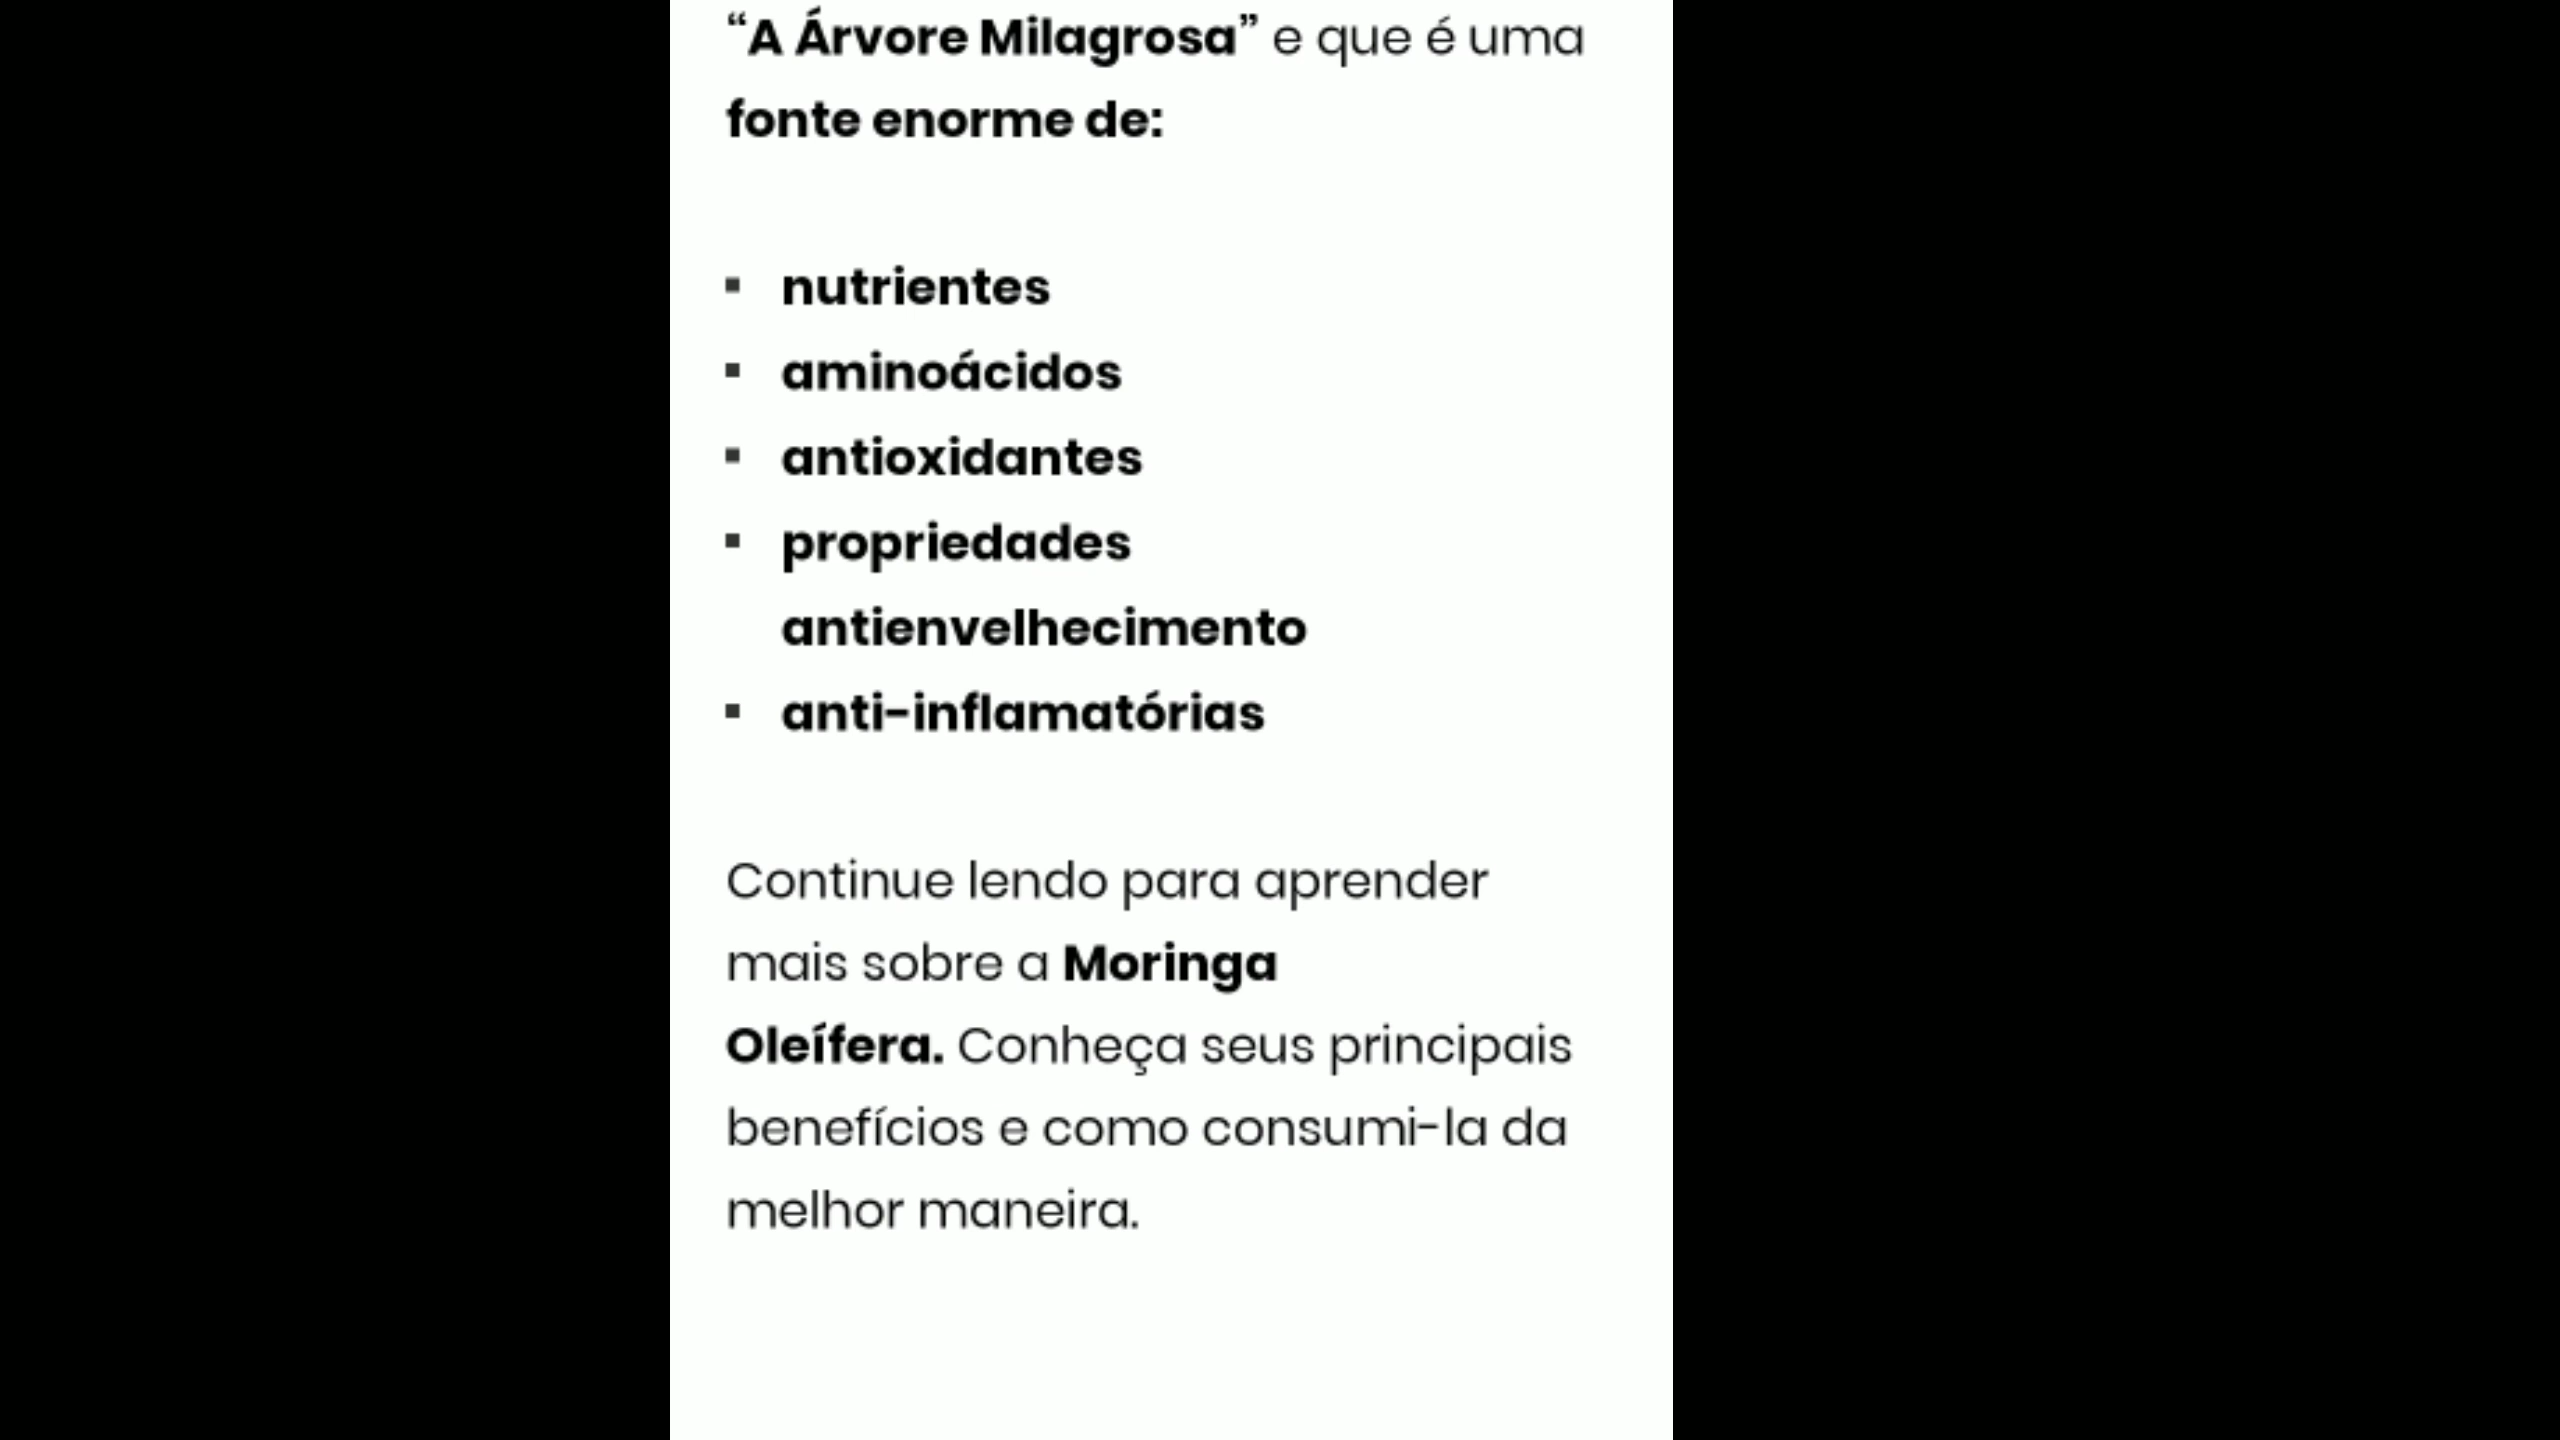 “A Árvore Milagrosa” e que é uma
fonte enorme de:
▪ nutrientes
▪ aminoácidos
▪ antioxidantes
▪ propriedades
antienvelhecimento
▪ anti-inflamatórias
Continue lendo para aprender
mais sobre a Moringa
Oleífera. Conheça seus principais
benefícios e como consumi-la da
melhor maneira.